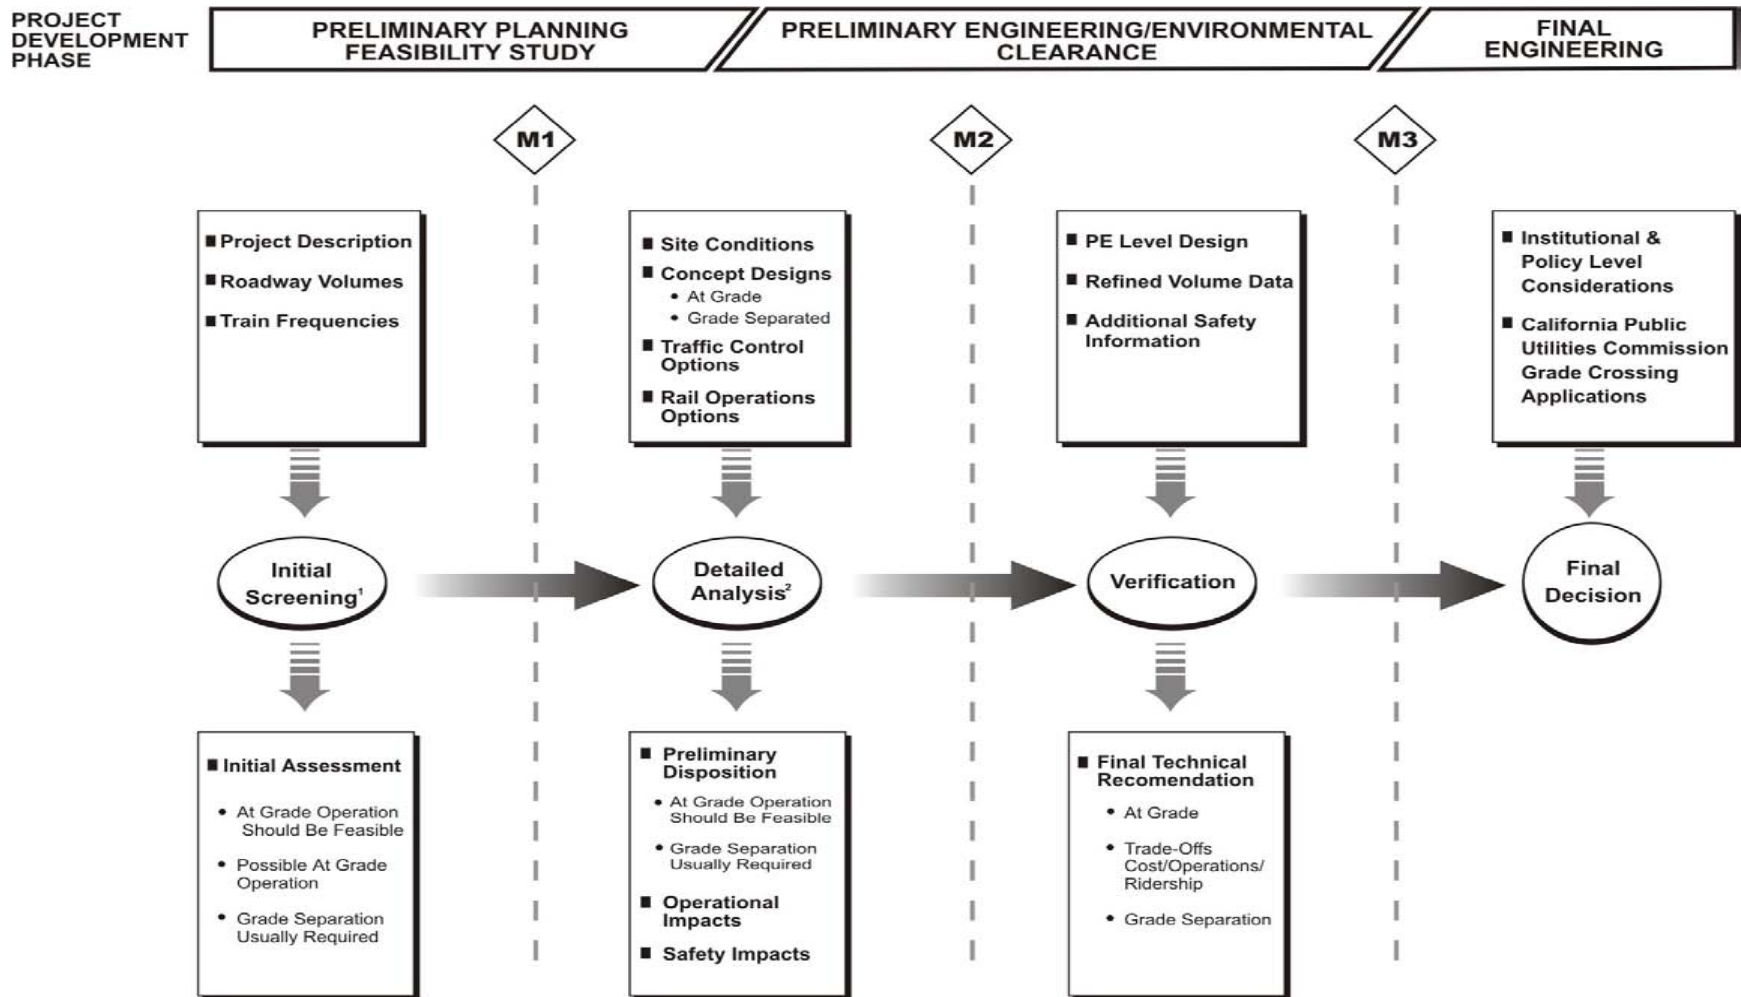 PROJECT
DEVELOPMENT
PHASE
PRELIMINARY PLANNING
FEASIBILITY STUDY
PRELIMINARY ENGINEERING/ENVIRONMENTAL
CLEARANCE
FINAL
ENGINEERING
M1
M2
M3
Project Description
Roadway Volumes
Train Frequencies
Site Conditions
Concept Designs
At Grade
Grade Separated
Traffic Control
Options
Rail Operations
Options
PE Level Design
Refined Volume Data
Additional Safety
Information
Institutional &
Policy Level
Considerations
California Public
Utilities Commission
Grade Crossing
Applications
Initial
Screening¹
Detailed
Analysis²
Verification
Final
Decision
Initial Assessment
At Grade Operation
Should Be Feasible
Possible At Grade
Operation
Grade Separation
Usually Required
Preliminary
Disposition
At Grade Operation
Should Be Feasible
Grade Separation
Usually Required
Operational
Impacts
Safety Impacts
Final Technical
Recomendation
At Grade
Trade-Offs
Cost/Operations/
Ridership
Grade Separation